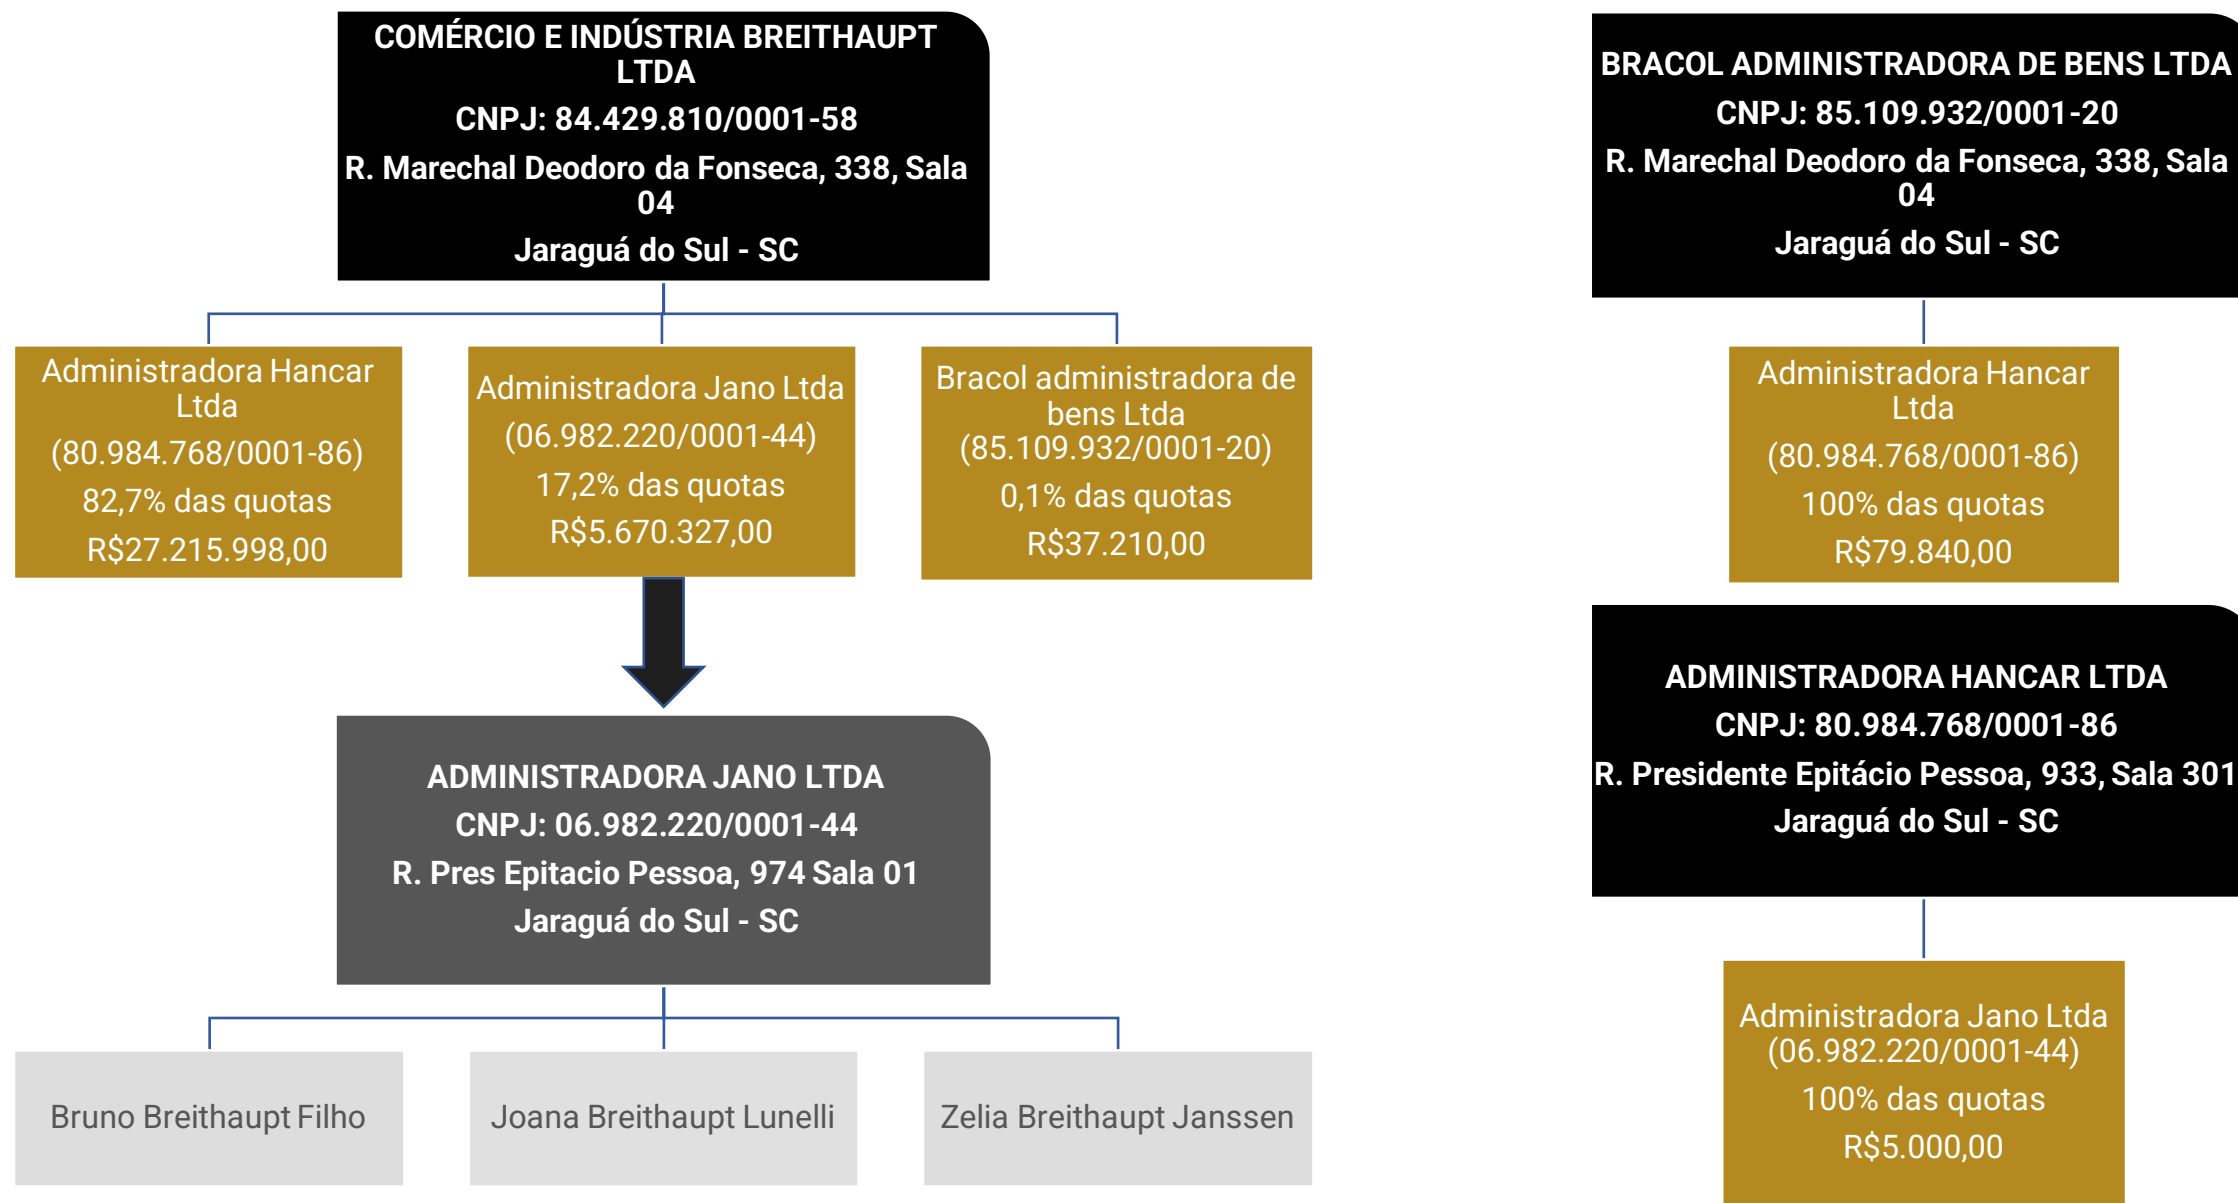 COMÉRCIO E INDÚSTRIA BREITHAUPT
LTDA
CNPJ: 84.429.810/0001-58
R. Marechal Deodoro da Fonseca, 338, Sala
04
Jaraguá do Sul - SC
Administradora Hancar
Ltda
(80.984.768/0001-86)
82,7% das quotas
R$27.215.998,00
Administradora Jano Ltda
(06.982.220/0001-44)
17,2% das quotas
R$5.670.327,00
Bracol administradora de
bens Ltda
(85.109.932/0001-20)
0,1% das quotas
R$37.210,00
ADMINISTRADORA JANO LTDA
CNPJ: 06.982.220/0001-44
R. Pres Epitacio Pessoa, 974 Sala 01
Jaraguá do Sul - SC
Bruno Breithaupt Filho
Joana Breithaupt Lunelli
Zelia Breithaupt Janssen
BRACOL ADMINISTRADORA DE BENS LTDA
CNPJ: 85.109.932/0001-20
R. Marechal Deodoro da Fonseca, 338, Sala
04
Jaraguá do Sul - SC
Administradora Hancar
Ltda
(80.984.768/0001-86)
100% das quotas
R$79.840,00
ADMINISTRADORA HANCAR LTDA
CNPJ: 80.984.768/0001-86
R. Presidente Epitácio Pessoa, 933, Sala 301
Jaraguá do Sul - SC
Administradora Jano Ltda
(06.982.220/0001-44)
100% das quotas
R$5.000,00